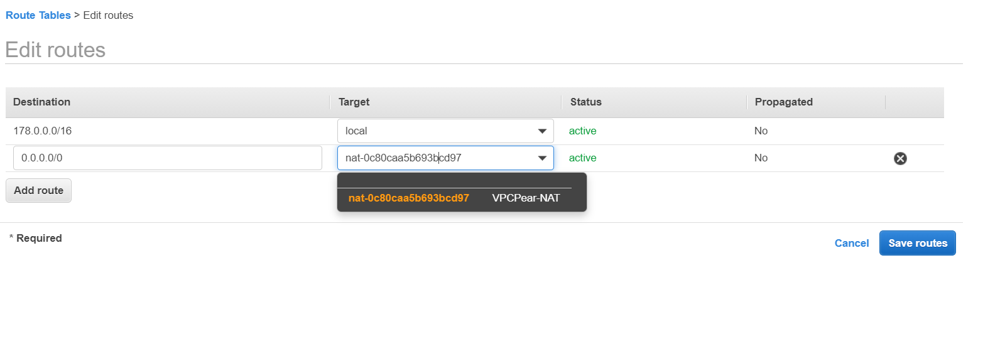 Route Tables > Edit routes
Edit routes
Destination Target Status Propagated
178.0.0.0/16 local active No
0.0.0.0/0 nat-0c80caa5b693bcd97 active No
nat-0c80caa5b693bcd97 VPCPear-NAT
Add route
* Required
Cancel Save routes